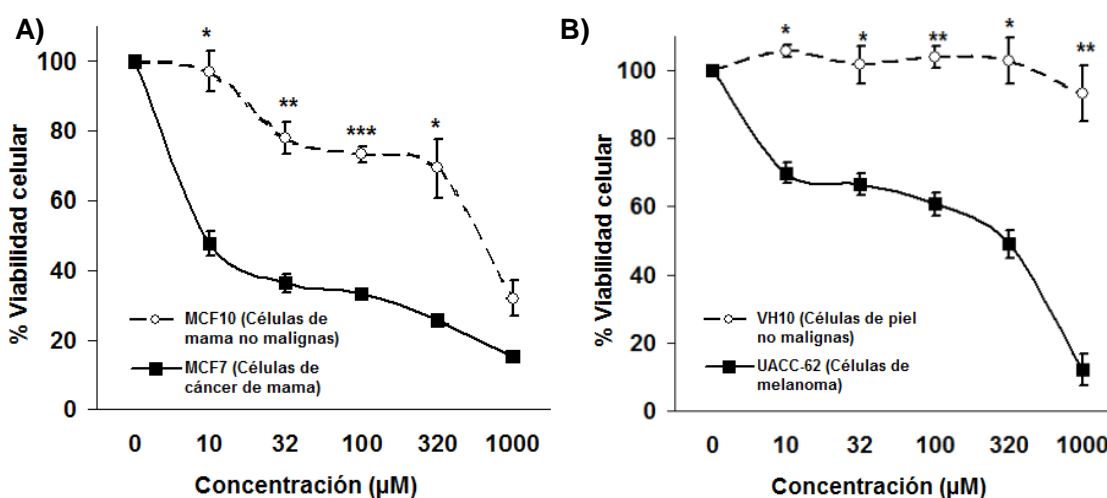 A)
% Viabilidad celular
100
80
60
40
20
0
*
**
***
*
MCF10 (Células de
mama no malignas)
MCF7 (Células de
cáncer de mama)
0 10 32 100 320 1000
Concentración (µM)
B)
% Viabilidad celular
100
80
60
40
20
0
*
*
**
*
**
VH10 (Células de piel
no malignas)
UACC-62 (Células de
melanoma)
0 10 32 100 320 1000
Concentración (µM)